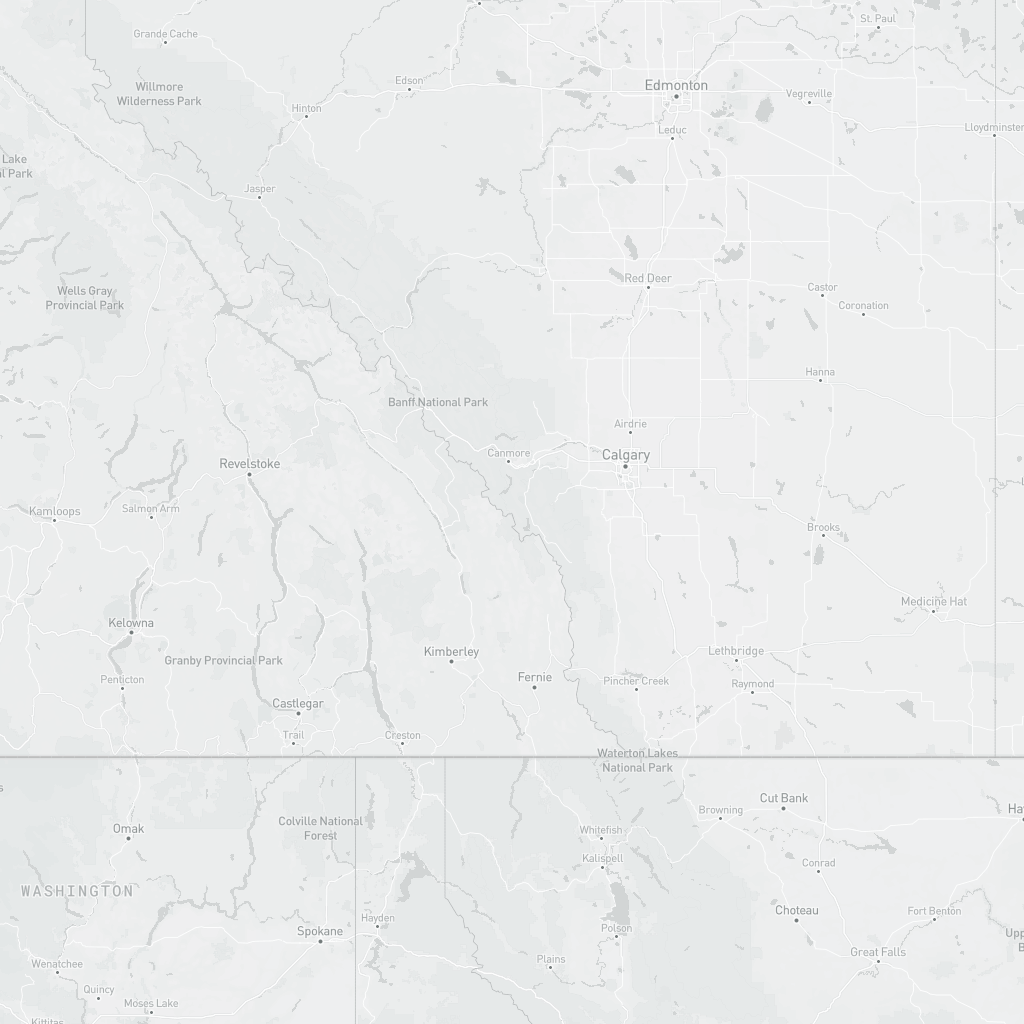 St. Paul
Grande Cache
Edson
Edmonton
Willmore
Wilderness Park
Vegreville
Hinton
Leduc
Lloydminster
Lake
al Park
Jasper
Red Deer
Wells Gray
Provincial Park
Castor
Coronation
Hanna
Banff National Park
Airdrie
Canmore
Calgary
Revelstoke
Kamloops
Salmon Arm
Brooks
Medicine Hat
Kelowna
Kimberley
Lethbridge
Granby Provincial Park
Fernie
Penticton
Pincher Creek
Raymond
Castlegar
Trail
Creston
Waterton Lakes
National Park
Cut Bank
Browning
Ha
Omak
Colville National
Forest
Whitefish
Kalispell
Conrad
WASHINGTON
Hayden
Choteau
Fort Benton
Spokane
Polson
Upp
B
Great Falls
Wenatchee
Plains
Quincy
Moses Lake
Kittitas